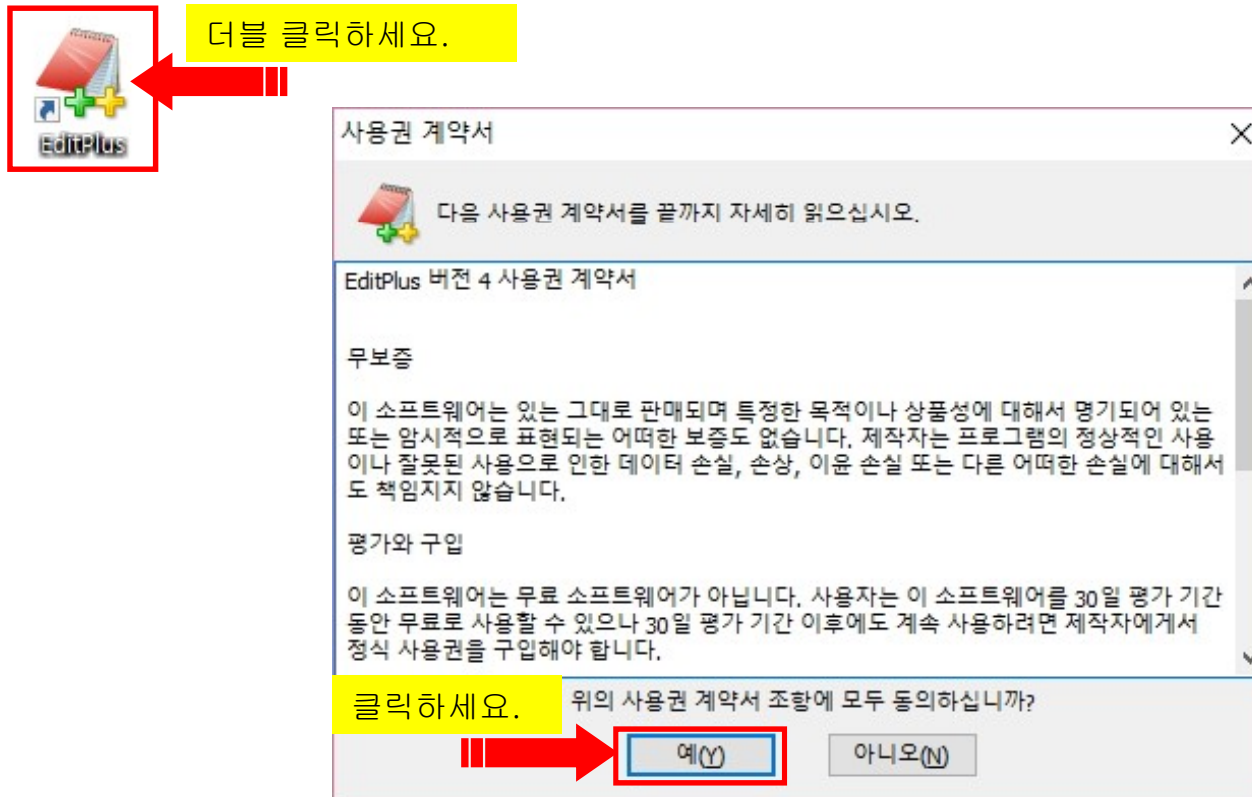 더블 클릭하세요.
EditPlus
사용권 계약서
다음 사용권 계약서를 끝까지 자세히 읽으십시오.
EditPlus 버전 4 사용권 계약서
무보증
이 소프트웨어는 있는 그대로 판매되며 특정한 목적이나 상품성에 대해서 명기되어 있는
또는 암시적으로 표현되는 어떠한 보증도 없습니다. 제작자는 프로그램의 정상적인 사용
이나 잘못된 사용으로 인한 데이터 손실, 손상, 이윤 손실 또는 다른 어떠한 손실에 대해서
도 책임지지 않습니다.
평가와 구입
이 소프트웨어는 무료 소프트웨어가 아닙니다. 사용자는 이 소프트웨어를 30일 평가 기간
동안 무료로 사용할 수 있으나 30일 평가 기간 이후에도 계속 사용하려면 제작자에게서
정식 사용권을 구입해야 합니다.
클릭하세요.
위의 사용권 계약서 조항에 모두 동의하십니까?
예(Y)
아니오(N)